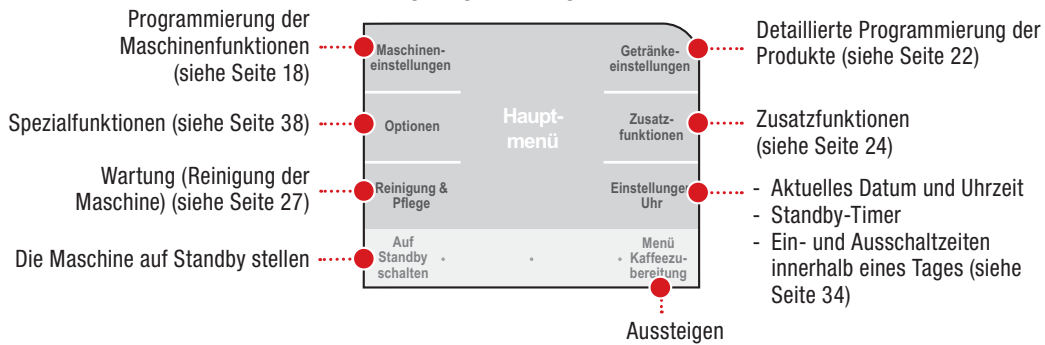 Programmierung der
Maschinenfunktionen
(siehe Seite 18)
Spezialfunktionen (siehe Seite 38)
Wartung (Reinigung der
Maschine) (siehe Seite 27)
Die Maschine auf Standby stellen
Maschinen-
einstellungen
Optionen
Reinigung &
Pflege
Auf
Standby
schalten
Haupt-
menü
Getränke-
einstellungen
Zusatz-
funktionen
Einstellungen
Uhr
Menü
Kaffeezu-
bereitung
Detaillierte Programmierung der
Produkte (siehe Seite 22)
Zusatzfunktionen
(siehe Seite 24)
- Aktuelles Datum und Uhrzeit
- Standby-Timer
- Ein- und Ausschaltzeiten
innerhalb eines Tages (siehe
Seite 34)
Aussteigen